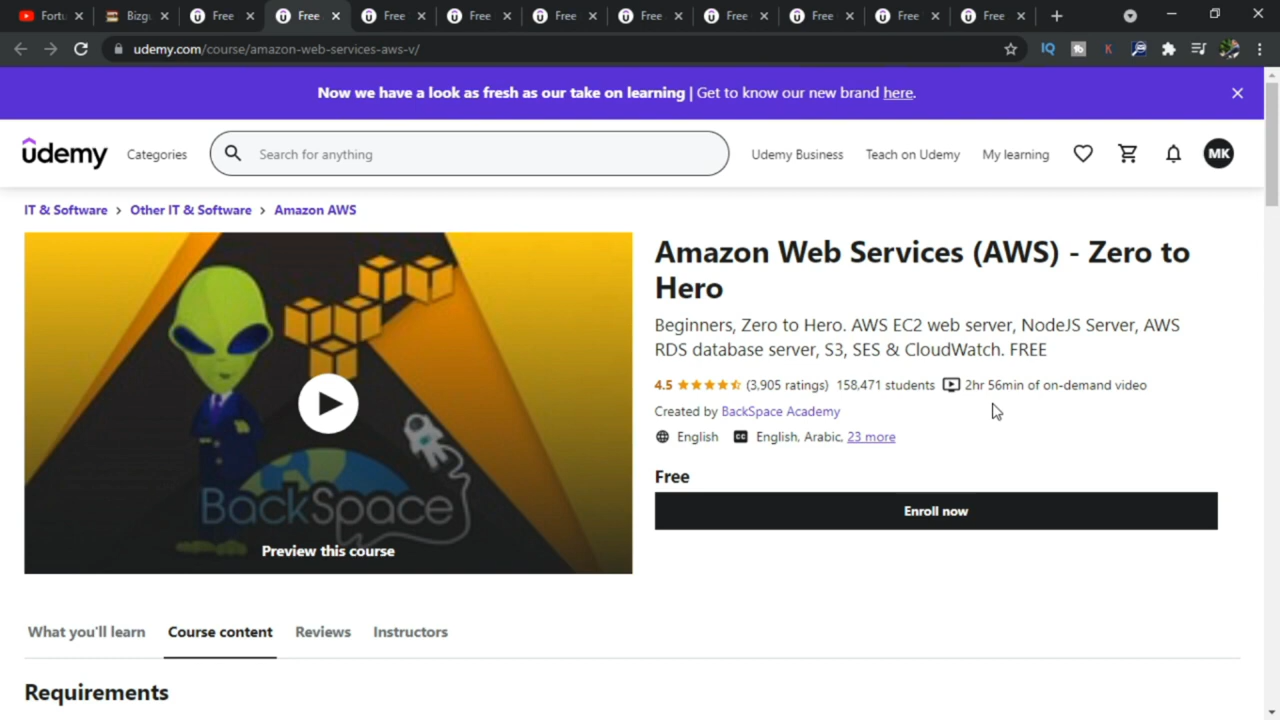 Fortu
Bizgu
Free
Free
Free
Free
Free
Free
Free
Free
Free
Free
udemy.com/course/amazon-web-services-aws-v/
IQ
K
Now we have a look as fresh as our take on learning | Get to know our new brand here.
udemy
Categories
Search for anything
Udemy Business
Teach on Udemy
My learning
MK
IT & Software > Other IT & Software > Amazon AWS
BackSpace
Preview this course
Amazon Web Services (AWS) - Zero to
Hero
Beginners, Zero to Hero. AWS EC2 web server, NodeJS Server, AWS
RDS database server, S3, SES & CloudWatch. FREE
4.5 (3,905 ratings) 158,471 students 2hr 56min of on-demand video
Created by BackSpace Academy
English CC English, Arabic, 23 more
Free
Enroll now
What you'll learn
Course content
Reviews
Instructors
Requirements